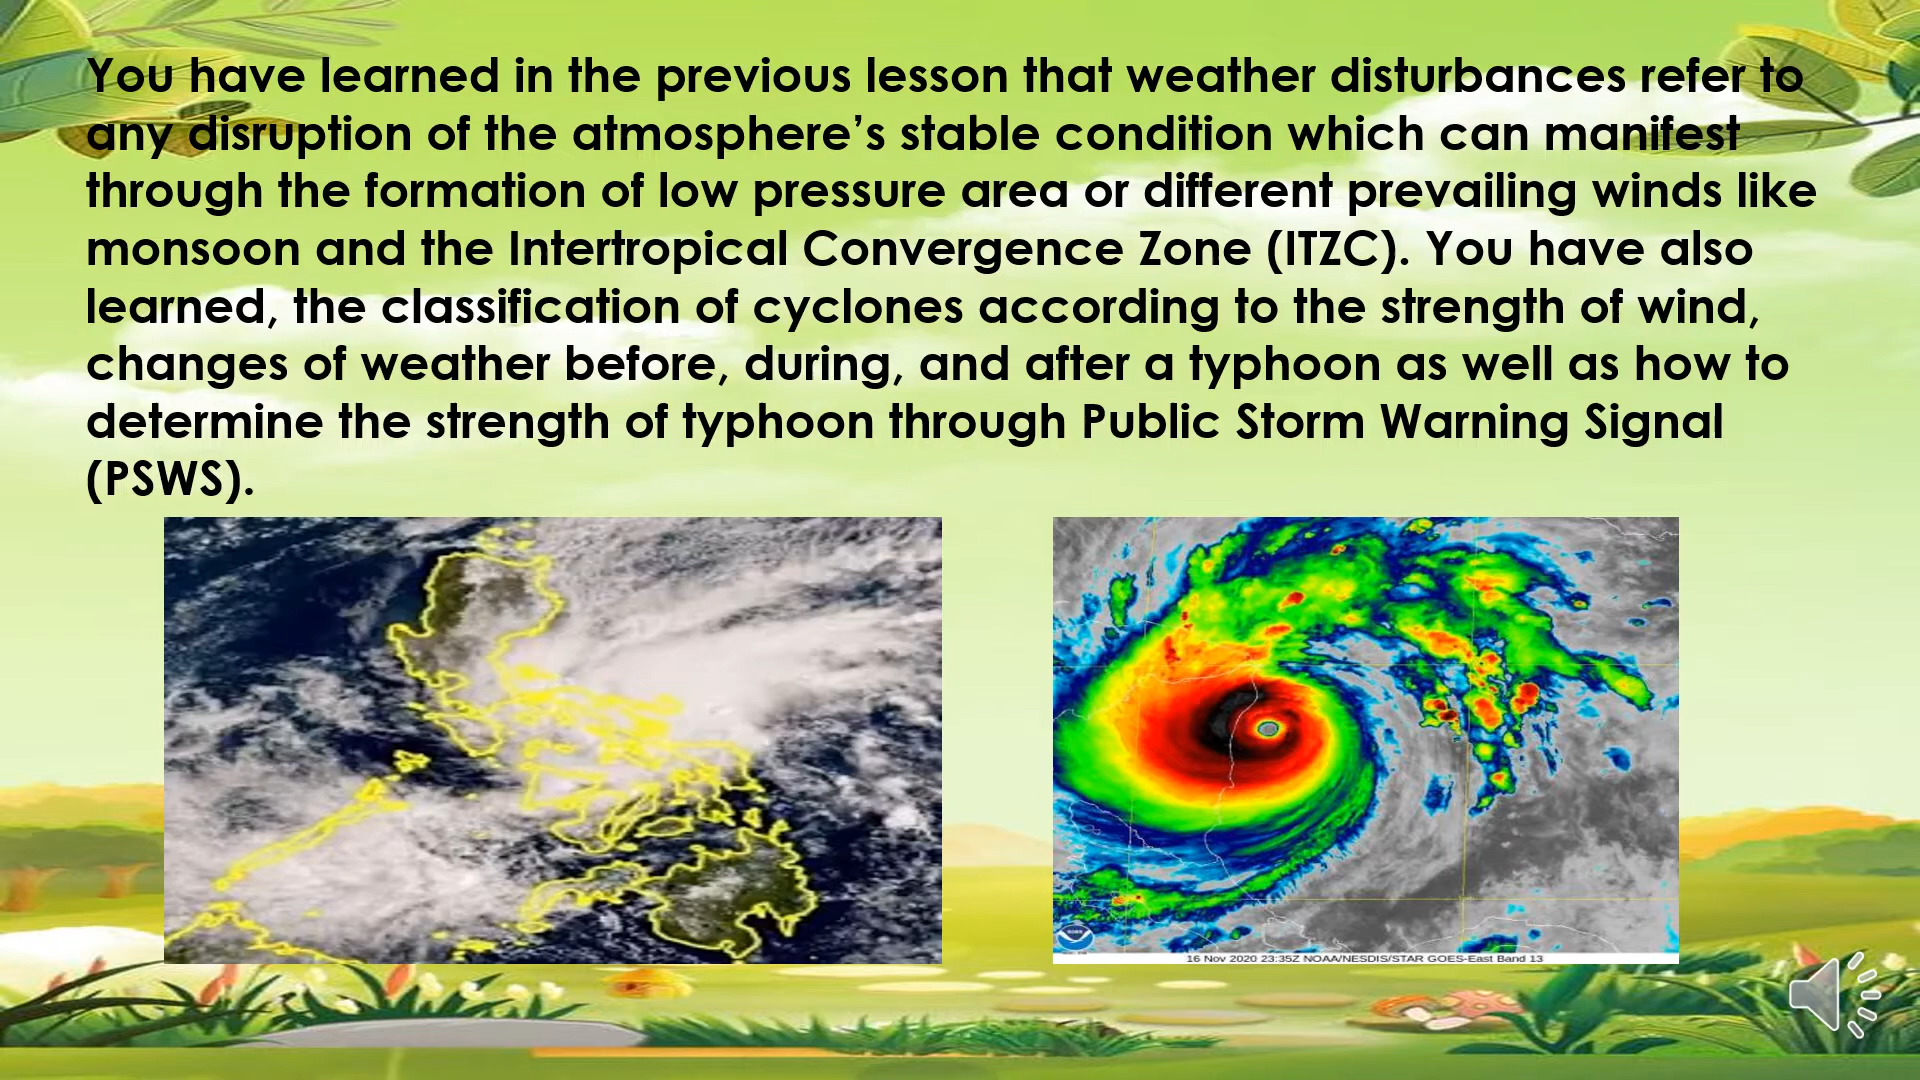 You have learned in the previous lesson that weather disturbances refer to
any disruption of the atmosphere’s stable condition which can manifest
through the formation of low pressure area or different prevailing winds like
monsoon and the Intertropical Convergence Zone (ITZC). You have also
learned, the classification of cyclones according to the strength of wind,
changes of weather before, during, and after a typhoon as well as how to
determine the strength of typhoon through Public Storm Warning Signal
(PSWS).
16 Nov 2020 23:35Z NOAA/NESDIS/STAR GOES-East Band 13